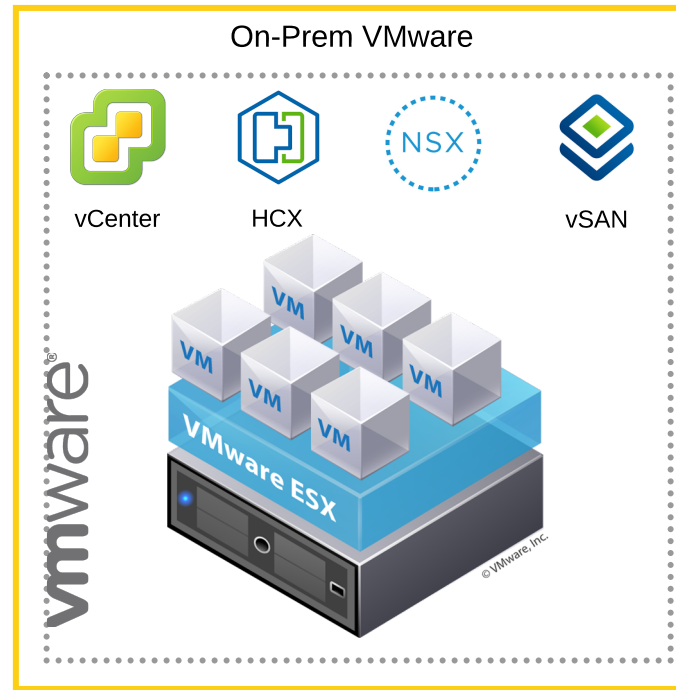 On-Prem VMware
NSX
vCenter
HCX
vSAN
VM
VM
VM
VM
VM
VM
VMware ESX
vmware®
© VMware, Inc.